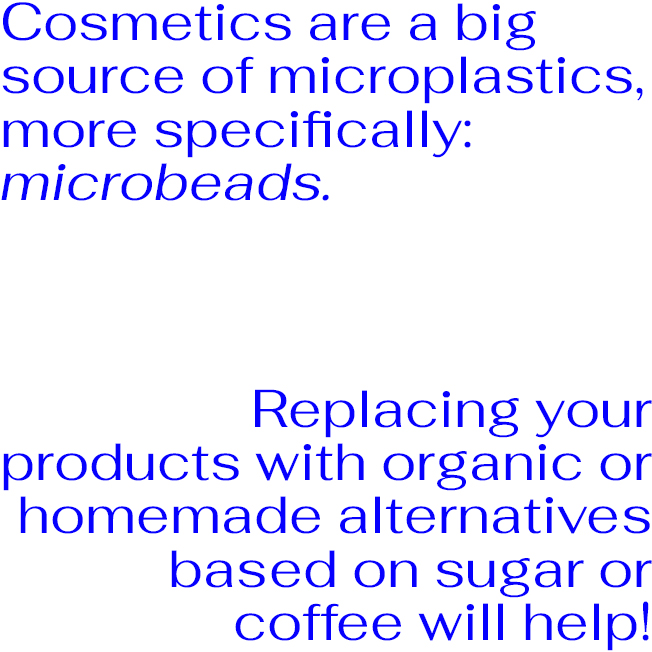 Cosmetics are a big
source of microplastics,
more specifically:
microbeads.
Replacing your
products with organic or
homemade alternatives
based on sugar or
coffee will help!